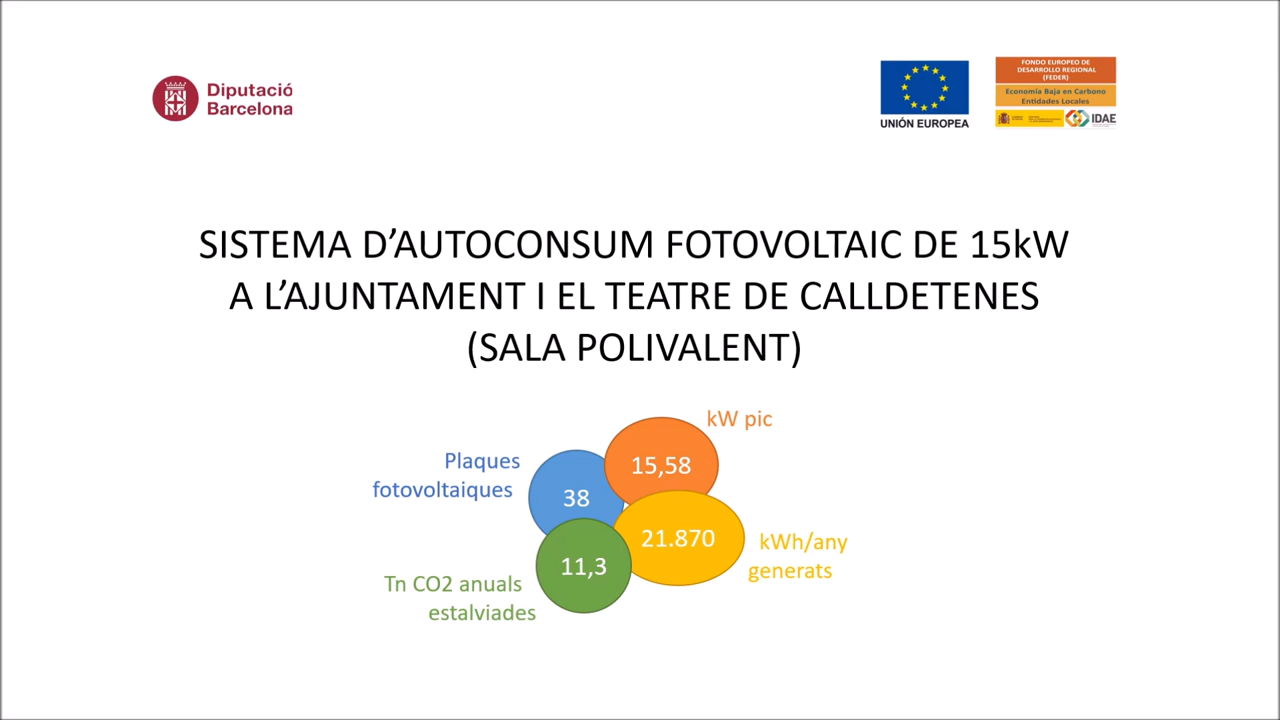 Diputació
Barcelona
UNIÓN EUROPEA
FONDO EUROPEO DE
DESARROLLO REGIONAL
(FEDER)
Economía Baja en Carbono
Entidades Locales
IDAE
SISTEMA D’AUTOCONSUM FOTOVOLTAIC DE 15kW
A L’AJUNTAMENT I EL TEATRE DE CALLDETENES
(SALA POLIVALENT)
kW pic
15,58
Plaques
fotovoltaiques
38
21.870
kWh/any
generats
11,3
Tn CO2 anuals
estalviades